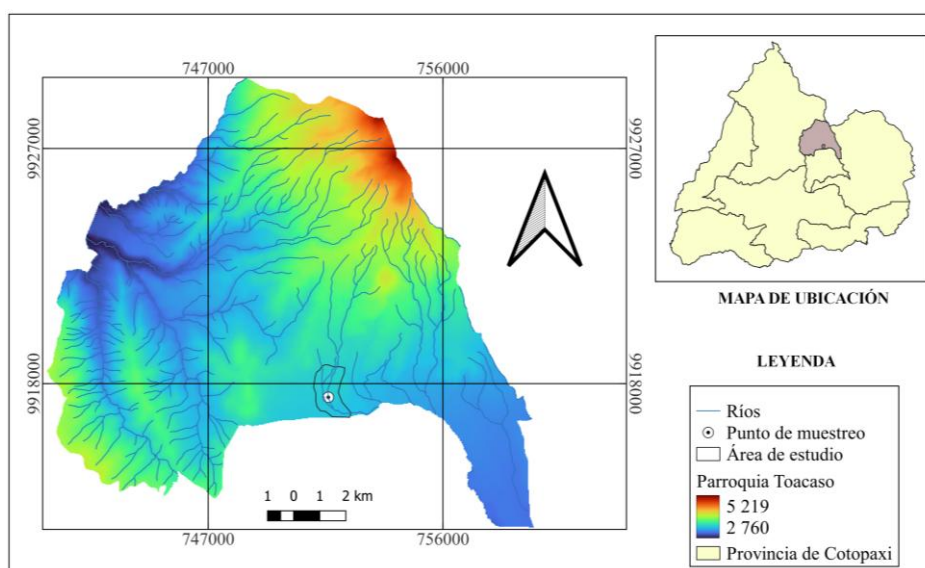 747000
756000
9927000
9927000
9918000
9918000
1 0 1 2 km
747000
756000
MAPA DE UBICACIÓN
LEYENDA
Ríos
Punto de muestreo
Área de estudio
Parroquia Toacaso
5 219
2 760
Provincia de Cotopaxi